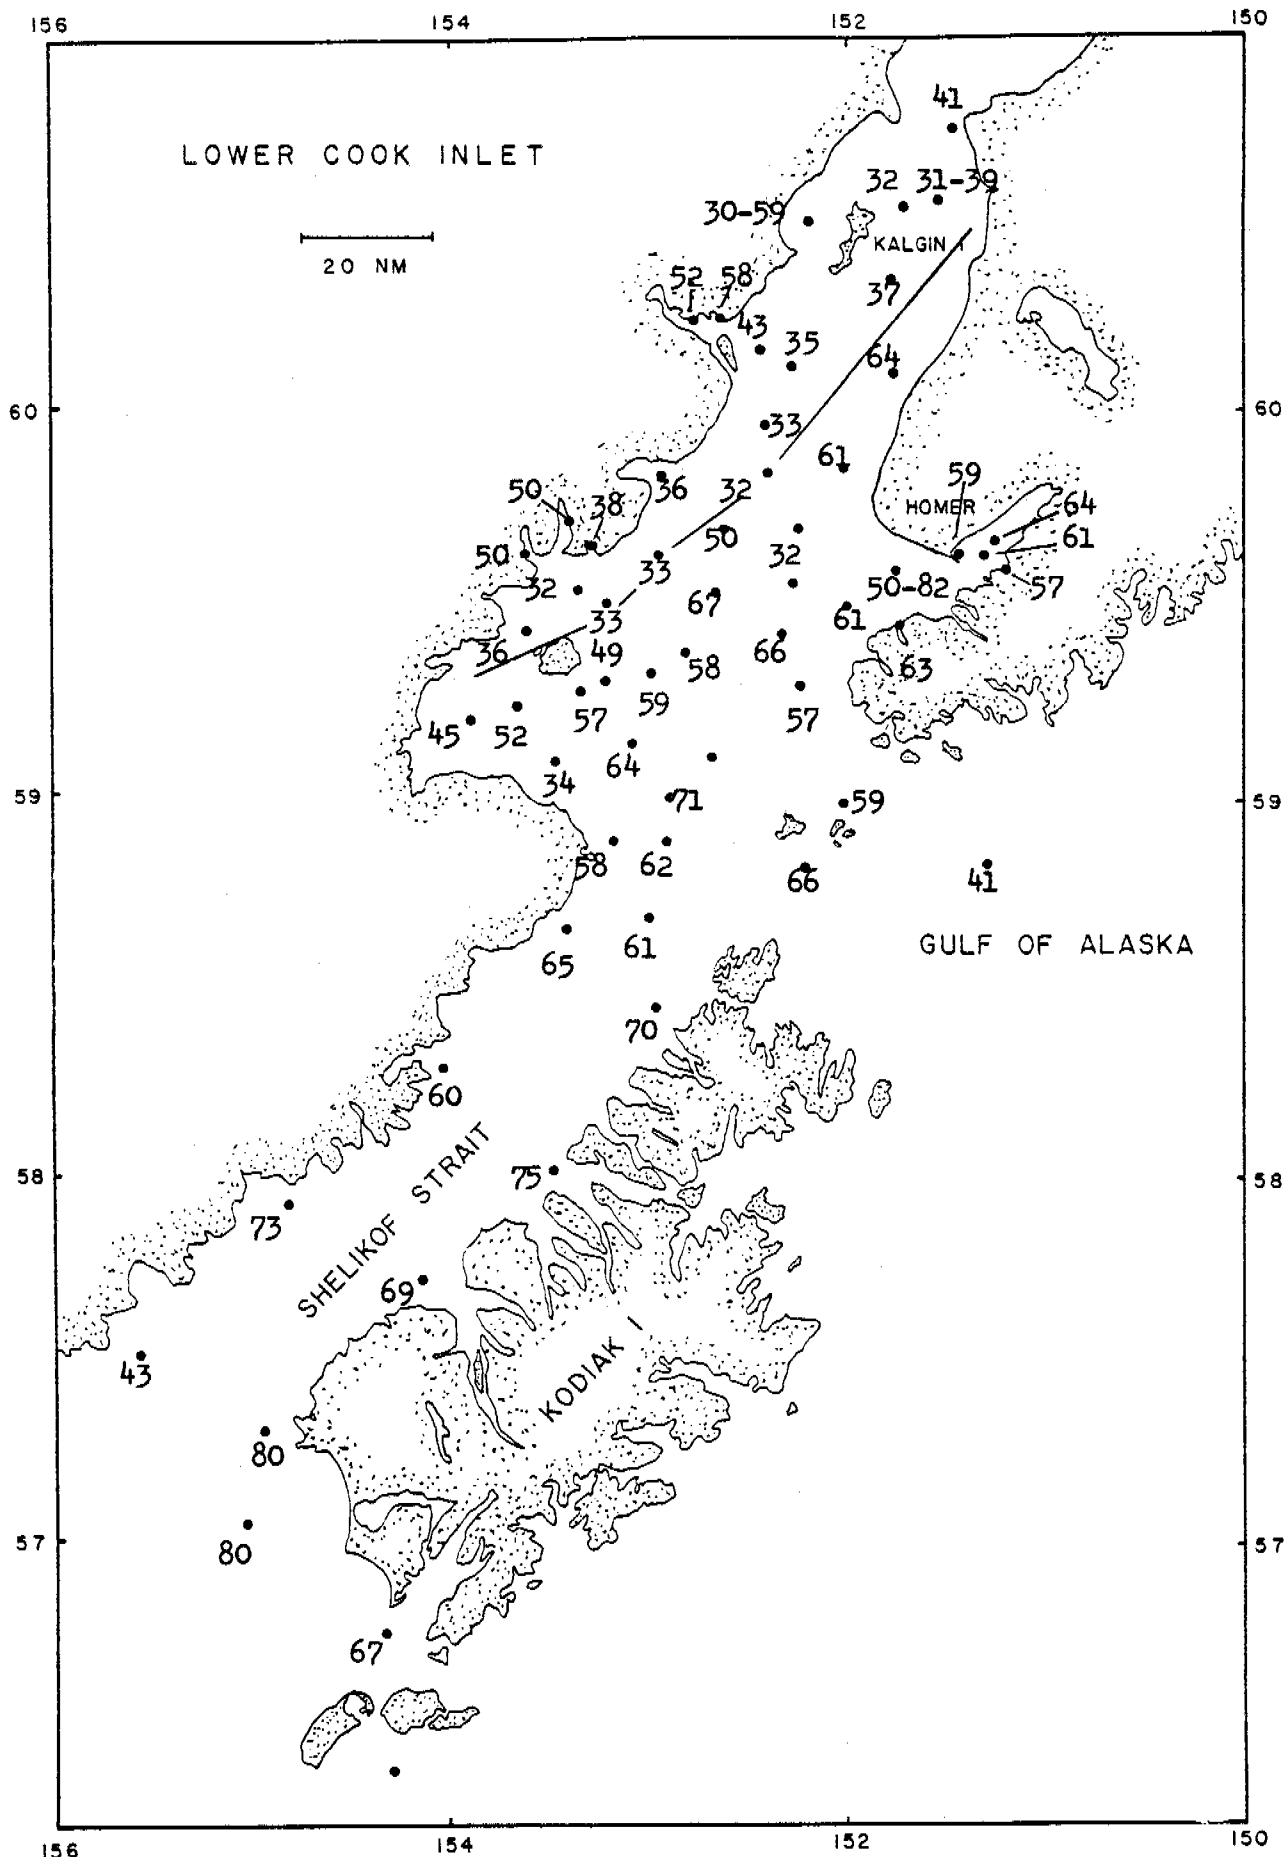 156 154 152 150
41
LOWER COOK INLET
32 31-39
30-59
KALGIN I
20 NM
52 58
37
43
35
64
60 60
33
61
59
50 36 32
38 HOMER 64
50 61
50 33 32
32 50-82 57
67
33 61
36 49 66 63
58
59
45 52 57 57
64
34
71 59
59 59
58 62
66 41
61 GULF OF ALASKA
65
70
60
SHELIKOF STRAIT
75
58 58
73
69
43
KODIAK I
80
57 57
80
67
156 154 152 150